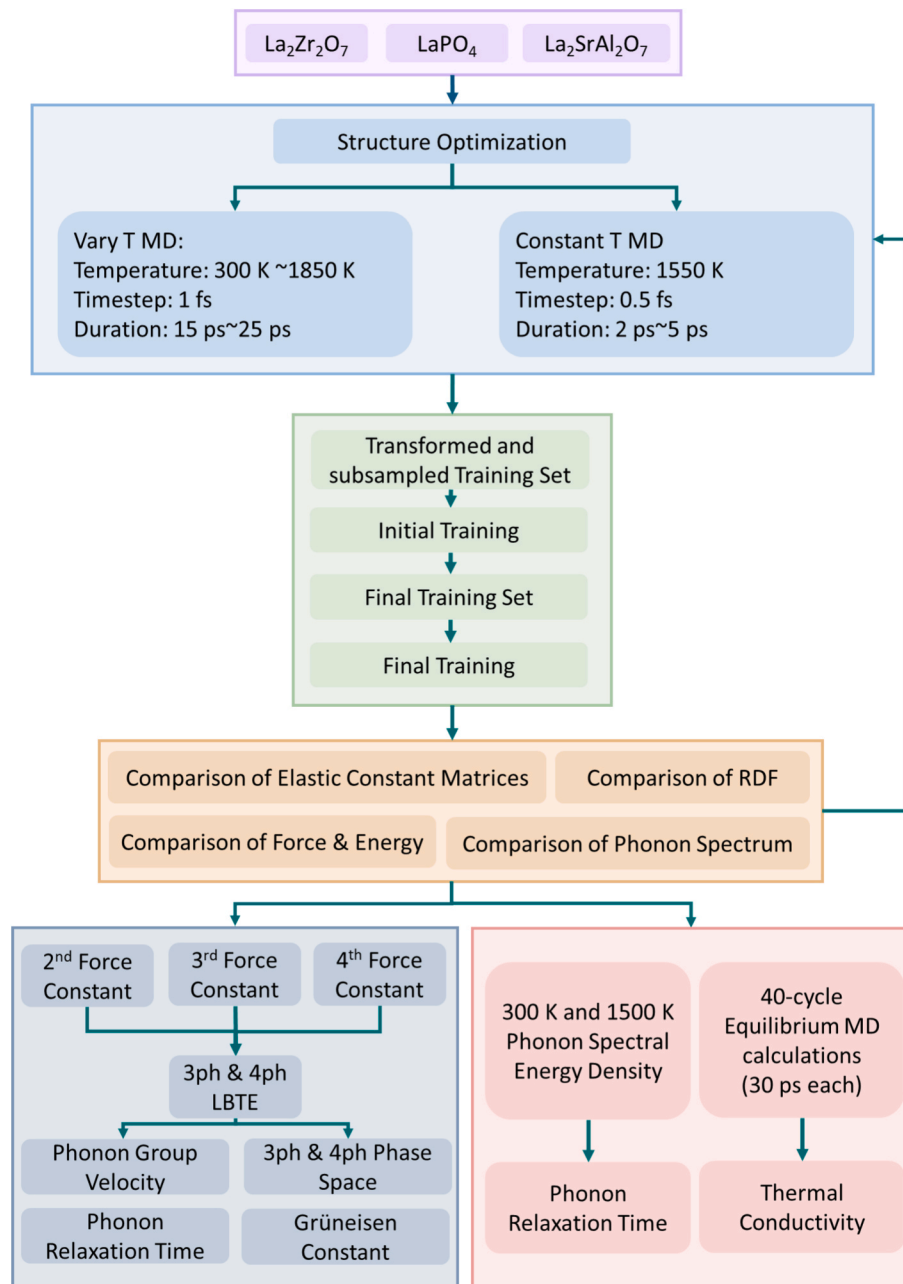 La₂Zr₂O₇
LaPO₄
La₂SrAl₂O₇
Structure Optimization
Vary T MD:
Temperature: 300 K ~1850 K
Timestep: 1 fs
Duration: 15 ps~25 ps
Constant T MD
Temperature: 1550 K
Timestep: 0.5 fs
Duration: 2 ps~5 ps
Transformed and
subsampled Training Set
Initial Training
Final Training Set
Final Training
Comparison of Elastic Constant Matrices
Comparison of RDF
Comparison of Force & Energy
Comparison of Phonon Spectrum
2ⁿᵈ Force
Constant
3ʳᵈ Force
Constant
4ᵗʰ Force
Constant
3ph & 4ph
LBTE
Phonon Group
Velocity
3ph & 4ph Phase
Space
Phonon
Relaxation Time
Grüneisen
Constant
300 K and 1500 K
Phonon Spectral
Energy Density
40-cycle
Equilibrium MD
calculations
(30 ps each)
Phonon
Relaxation Time
Thermal
Conductivity